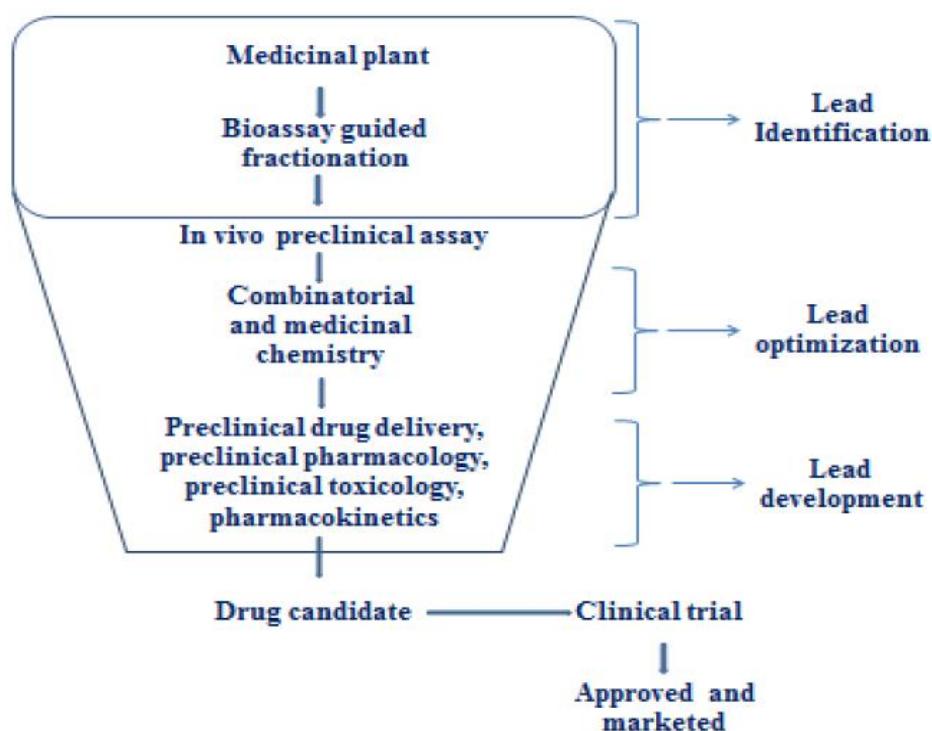 Medicinal plant
Bioassay guided
fractionation
Lead
Identification
In vivo preclinical assay
Combinatorial
and medicinal
chemistry
Lead
optimization
Preclinical drug delivery,
preclinical pharmacology,
preclinical toxicology,
pharmacokinetics
Lead
development
Drug candidate
Clinical trial
Approved and
marketed